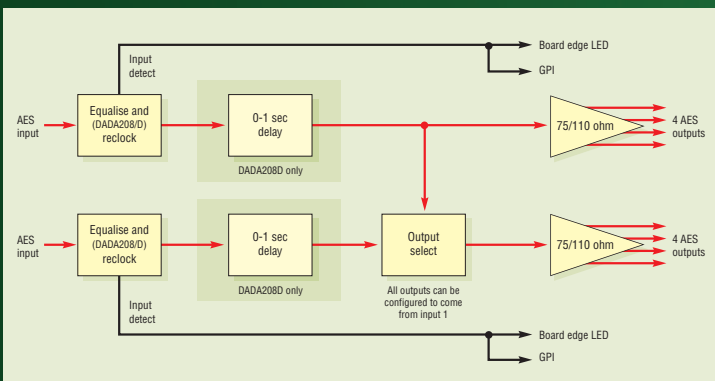 Input
detect
Board edge LED
GPI
AES
input
Equalise and
(DADA208/D)
reclock
0-1 sec
delay
DADA208D only
75/110 ohm
4 AES
outputs
AES
input
Equalise and
(DADA208/D)
reclock
0-1 sec
delay
DADA208D only
Output
select
All outputs can be
configured to come
from input 1
75/110 ohm
4 AES
outputs
Input
detect
Board edge LED
GPI